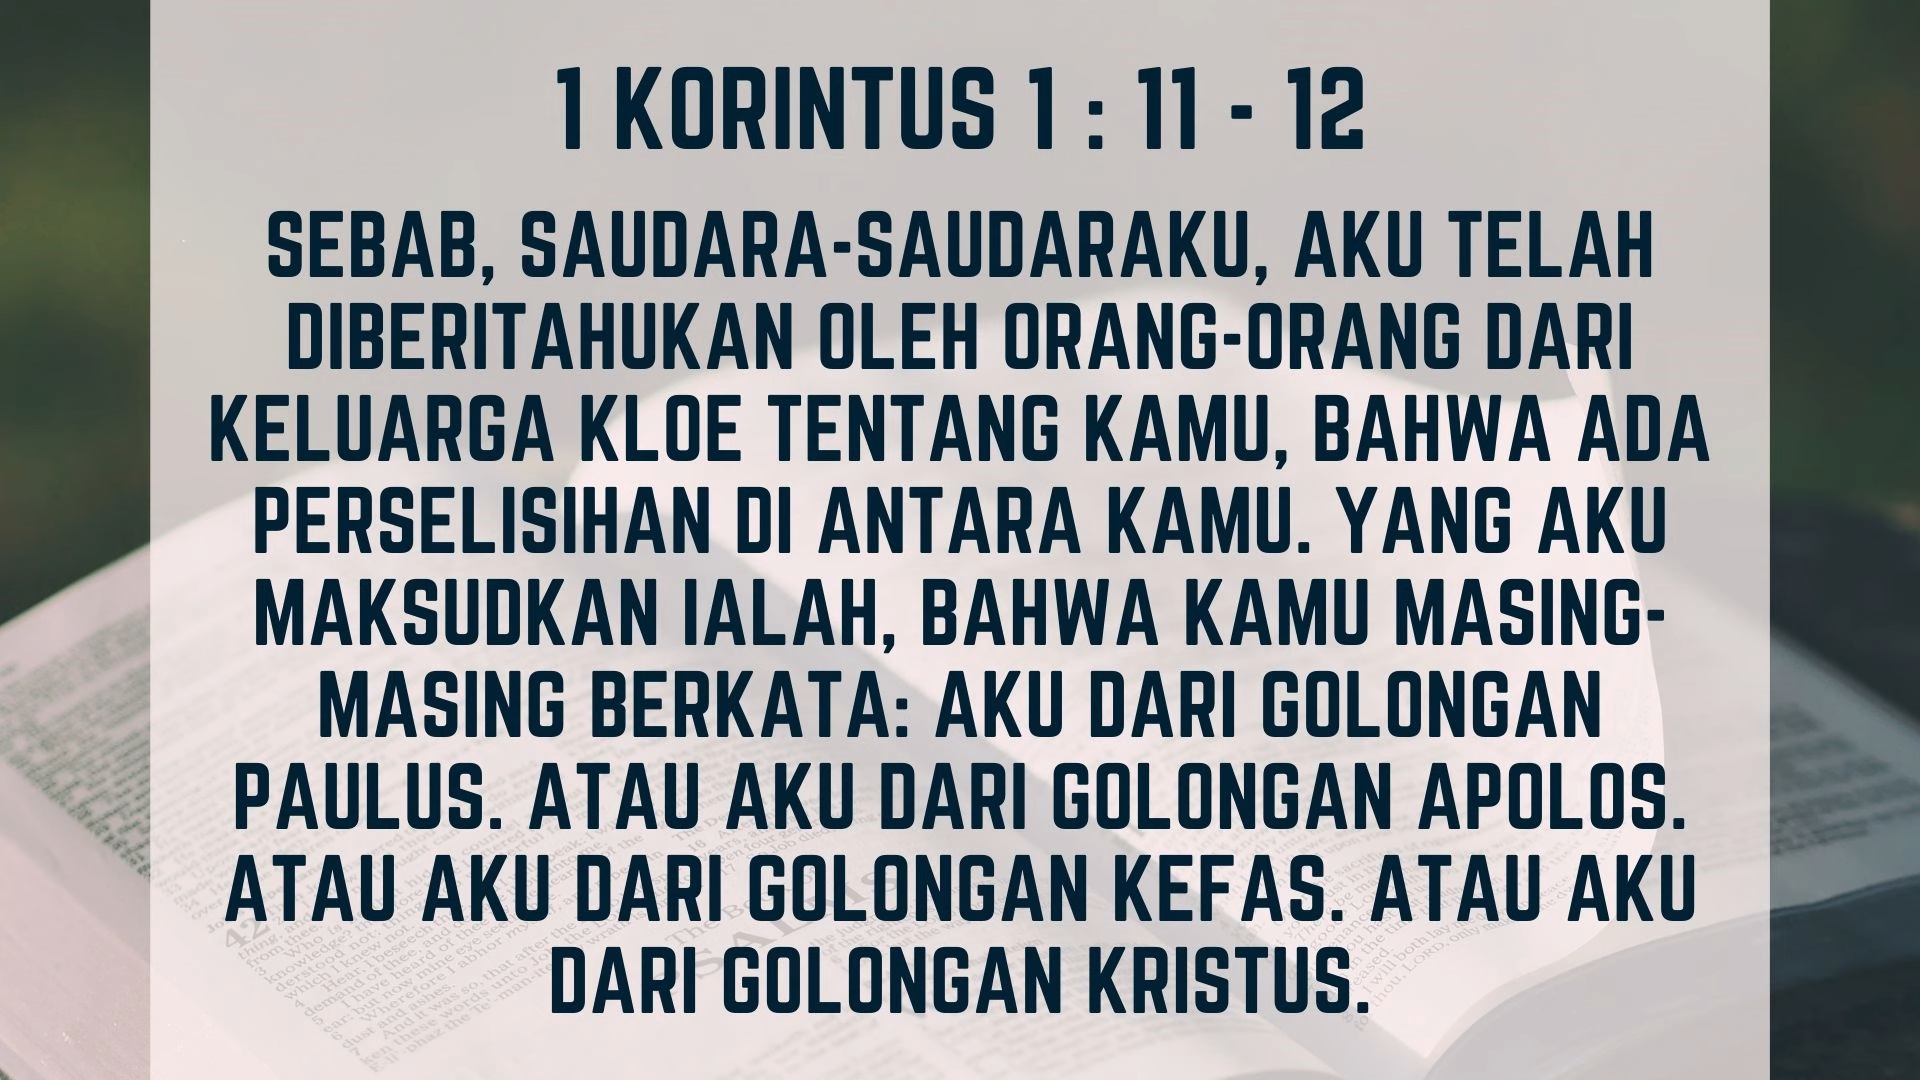 1 KORINTUS 1 : 11 - 12
SEBAB, SAUDARA-SAUDARAKU, AKU TELAH
DIBERITAHUKAN OLEH ORANG-ORANG DARI
KELUARGA KLOE TENTANG KAMU, BAHWA ADA
PERSELISIHAN DI ANTARA KAMU. YANG AKU
MAKSUDKAN IALAH, BAHWA KAMU MASING-
MASING BERKATA: AKU DARI GOLONGAN
PAULUS. ATAU AKU DARI GOLONGAN APOLOS.
ATAU AKU DARI GOLONGAN KEFAS. ATAU AKU
DARI GOLONGAN KRISTUS.